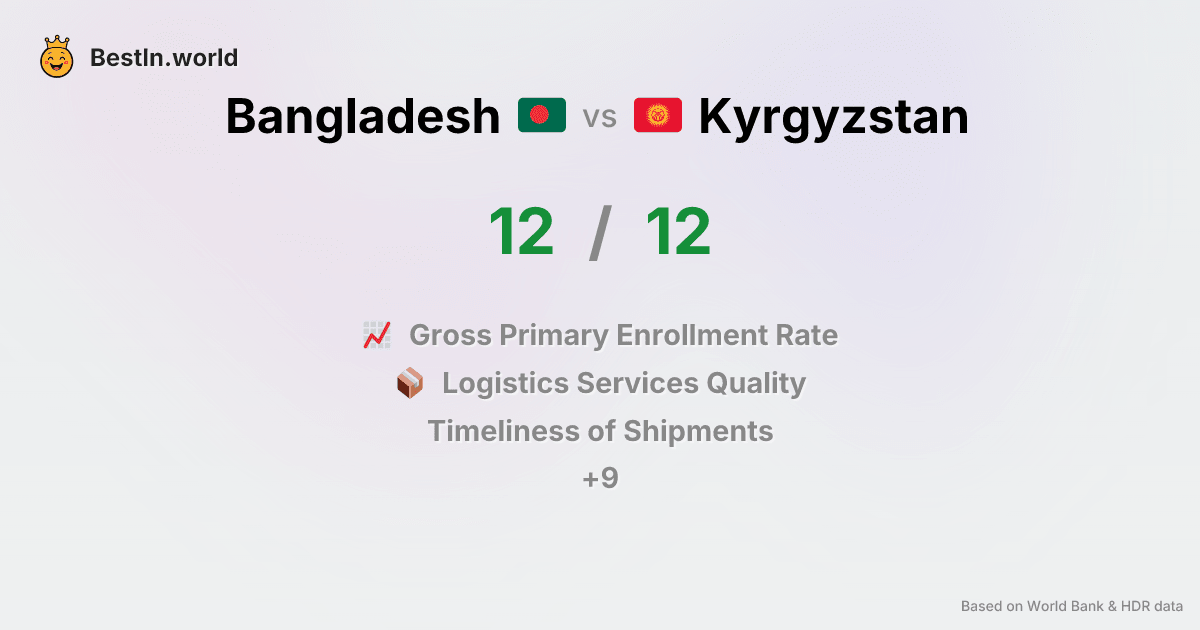 BestIn.world
Bangladesh vs Kyrgyzstan
12 / 12
Gross Primary Enrollment Rate
Logistics Services Quality
Timeliness of Shipments
+9
Based on World Bank & HDR data